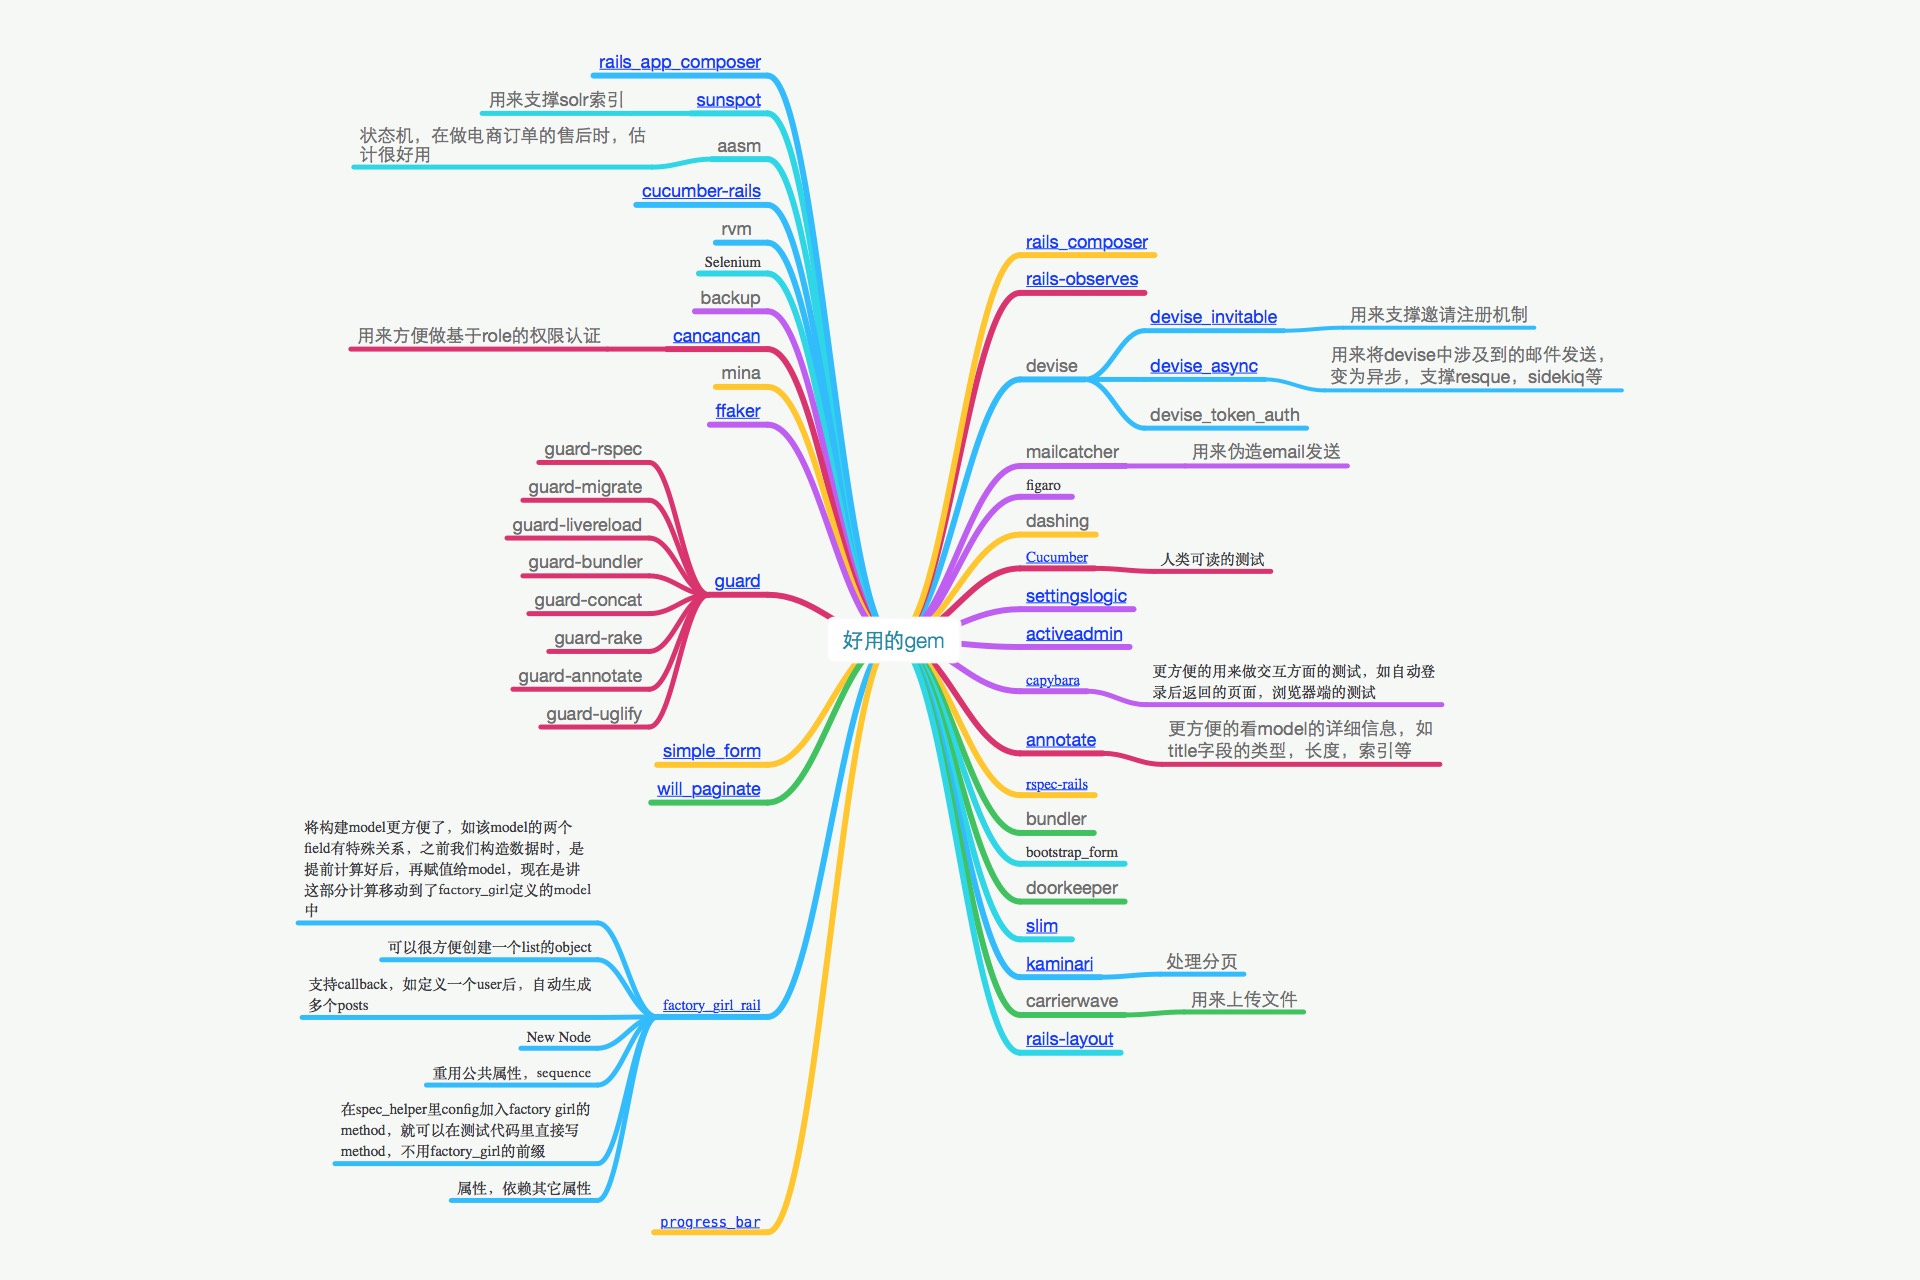 好用的gem
rails_composer
rails-observes
devise
devise_invitable
用来支撑邀请注册机制
devise_async
用来将devise中涉及到的邮件发送，
变为异步，支撑resque，sidekiq等
devise_token_auth
mailcatcher
用来伪造email发送
figaro
dashing
Cucumber
人类可读的测试
settingslogic
activeadmin
capybara
更方便的用来做交互方面的测试，如自动登
录后返回的页面，浏览器端的测试
annotate
更方便的看model的详细信息，如
title字段的类型，长度，索引等
rspec-rails
bundler
bootstrap_form
doorkeeper
slim
kaminari
处理分页
carrierwave
用来上传文件
rails-layout
rails_app_composer
sunspot
用来支撑solr索引
aasm
状态机，在做电商订单的售后时，估
计很好用
cucumber-rails
rvm
Selenium
backup
cancancan
用来方便做基于role的权限认证
mina
ffaker
guard
guard-rspec
guard-migrate
guard-livereload
guard-bundler
guard-concat
guard-rake
guard-annotate
guard-uglify
simple_form
will_paginate
factory_girl_rail
将构建model更方便了，如该model的两个
field有特殊关系，之前我们构造数据时，是
提前计算好后，再赋值给model，现在是讲
这部分计算移动到了factory_girl定义的model
中
可以很方便创建一个list的object
支持callback，如定义一个user后，自动生成
多个posts
New Node
重用公共属性，sequence
在spec_helper里config加入factory girl的
method，就可以在测试代码里直接写
method，不用factory_girl的前缀
属性，依赖其它属性
progress_bar